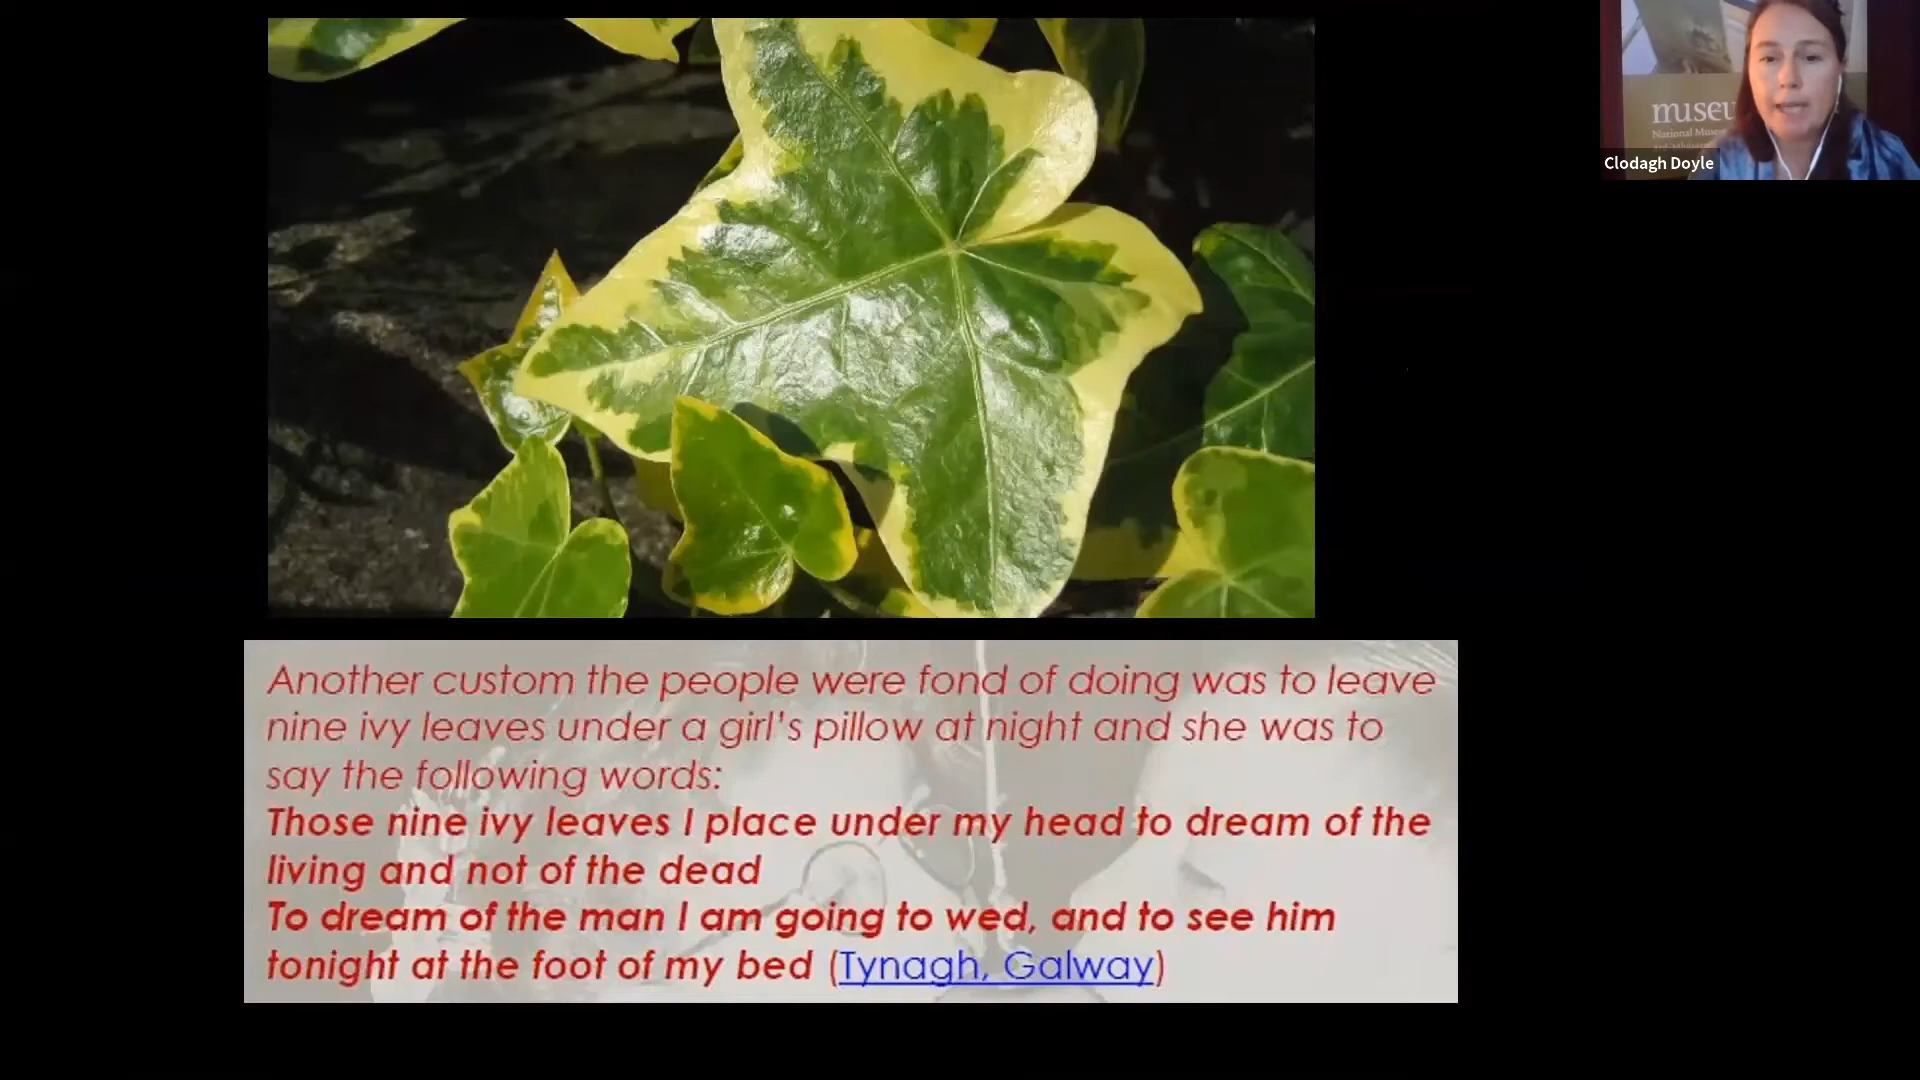 museu
National Museu
Clodagh Doyle
Another custom the people were fond of doing was to leave
nine ivy leaves under a girl's pillow at night and she was to
say the following words:
Those nine ivy leaves I place under my head to dream of the
living and not of the dead
To dream of the man I am going to wed, and to see him
tonight at the foot of my bed (Tynagh, Galway)